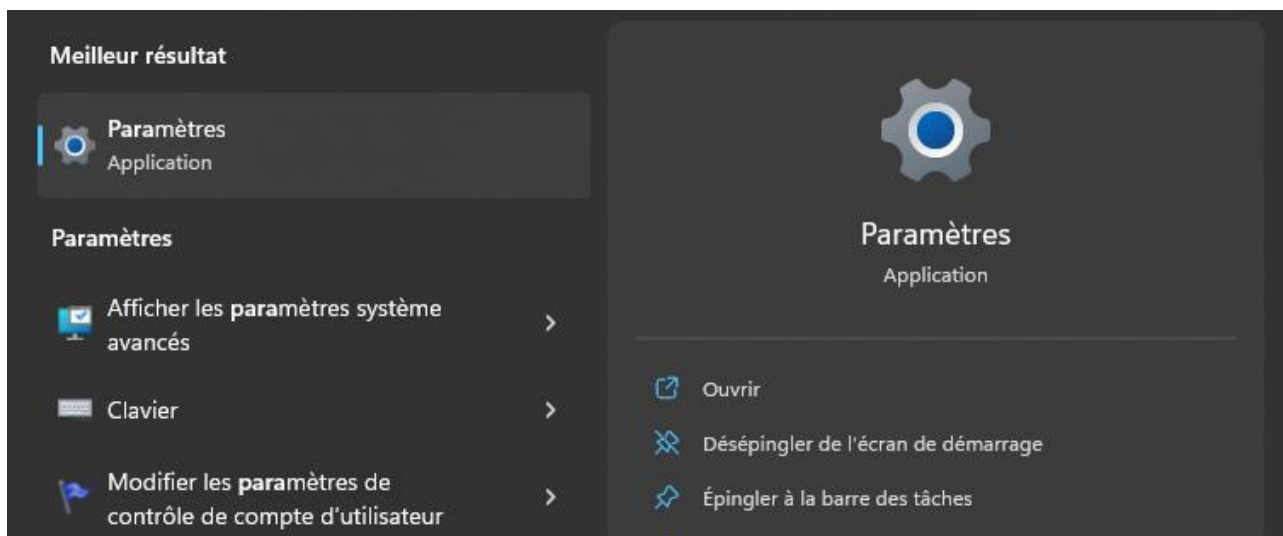 Meilleur résultat
Paramètres
Application
Paramètres
Afficher les paramètres système
avancés
Clavier
Modifier les paramètres de
contrôle de compte d'utilisateur
Paramètres
Application
Ouvrir
Désépingler de l'écran de démarrage
Épingler à la barre des tâches